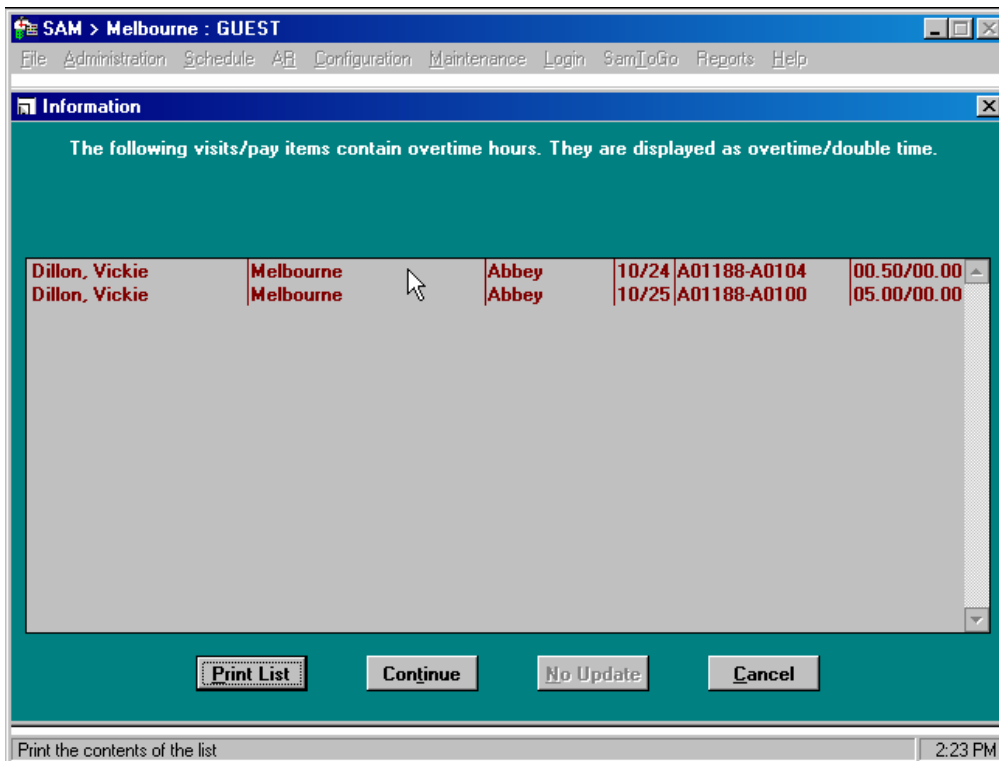 SAM > Melbourne : GUEST
File Administration Schedule AR Configuration Maintenance Login SamToGo Reports Help
Information
The following visits/pay items contain overtime hours. They are displayed as overtime/double time.
Dillon, Vickie Melbourne Abbey 10/24 A01188-A0104 00.50/00.00
Dillon, Vickie Melbourne Abbey 10/25 A01188-A0100 05.00/00.00
Print List Continue No Update Cancel
Print the contents of the list 2:23 PM